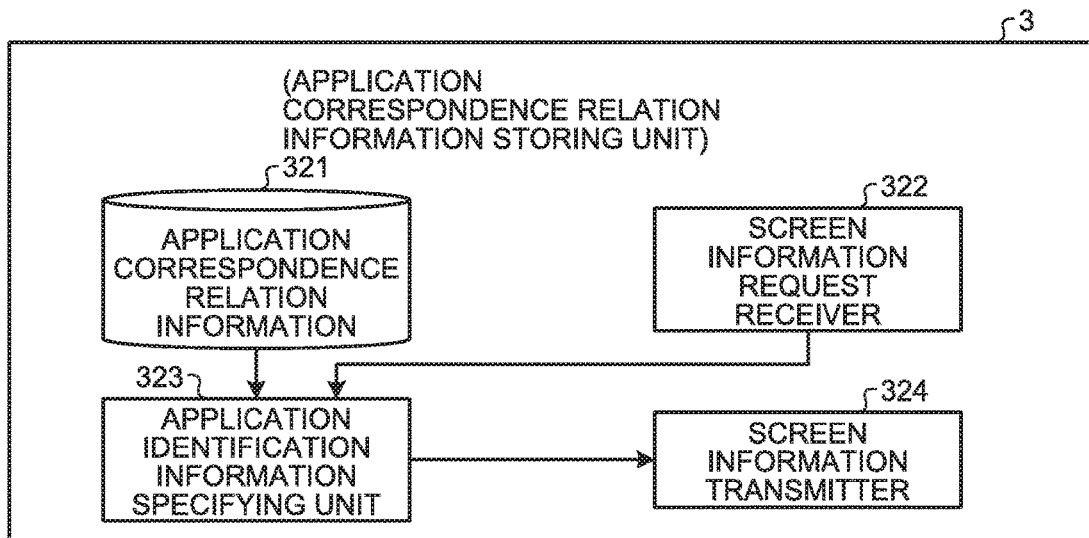 3
(APPLICATION
CORRESPONDENCE RELATION
INFORMATION STORING UNIT)
321
APPLICATION
CORRESPONDENCE
RELATION
INFORMATION
322
SCREEN
INFORMATION
REQUEST
RECEIVER
323
APPLICATION
IDENTIFICATION
INFORMATION
SPECIFYING UNIT
324
SCREEN
INFORMATION
TRANSMITTER